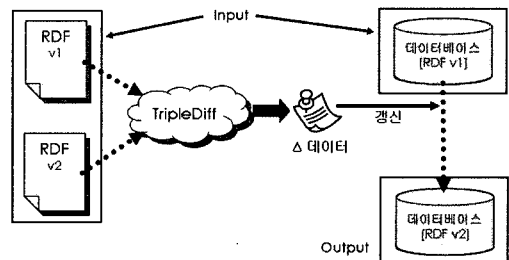 Input
RDF
v1
RDF
v2
TripleDiff
Δ 데이터
갱신
데이터베이스
[RDF v1]
데이터베이스
[RDF v2]
Output